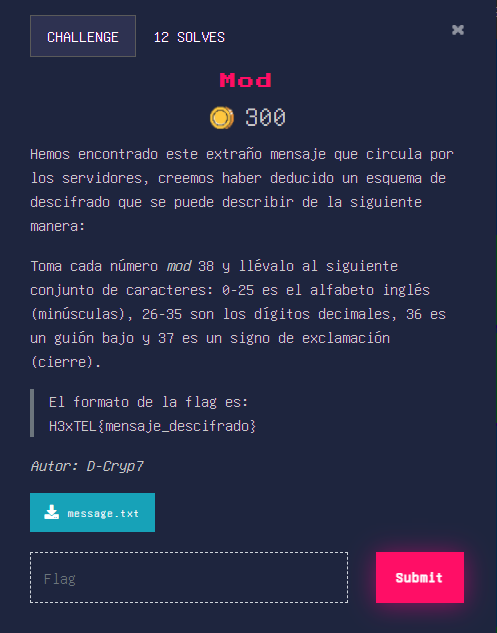 CHALLENGE 12 SOLVES
✖
Mod
300
Hemos encontrado este extraño mensaje que circula por
los servidores, creemos haber deducido un esquema de
descifrado que se puede describir de la siguiente
manera:
Toma cada número mod 38 y llévalo al siguiente
conjunto de caracteres: 0-25 es el alfabeto inglés
(minúsculas), 26-35 son los dígitos decimales, 36 es
un guión bajo y 37 es un signo de exclamación
(cierre).
El formato de la flag es:
H3xTEL{mensaje_descifrado}
Autor: D-Cryp7
message.txt
Flag
Submit